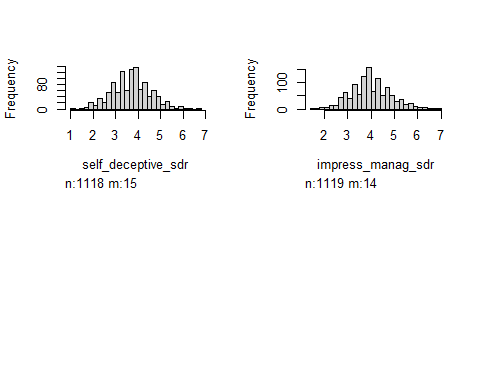 Frequency
80
0
1 2 3 4 5 6 7
self_deceptive_sdr
n:1118 m:15
Frequency
100
0
2 3 4 5 6 7
impress_manag_sdr
n:1119 m:14